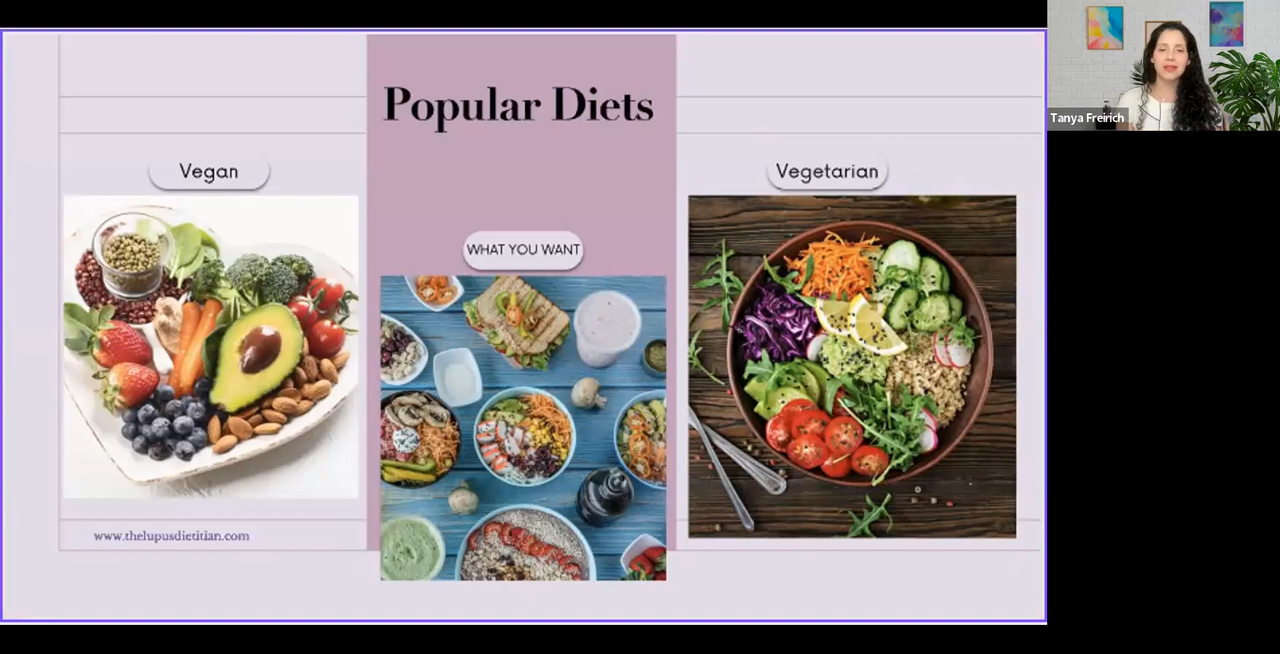 Popular Diets
Vegan
WHAT YOU WANT
Vegetarian
www.thelupusdietitian.com
Tanya Freirich